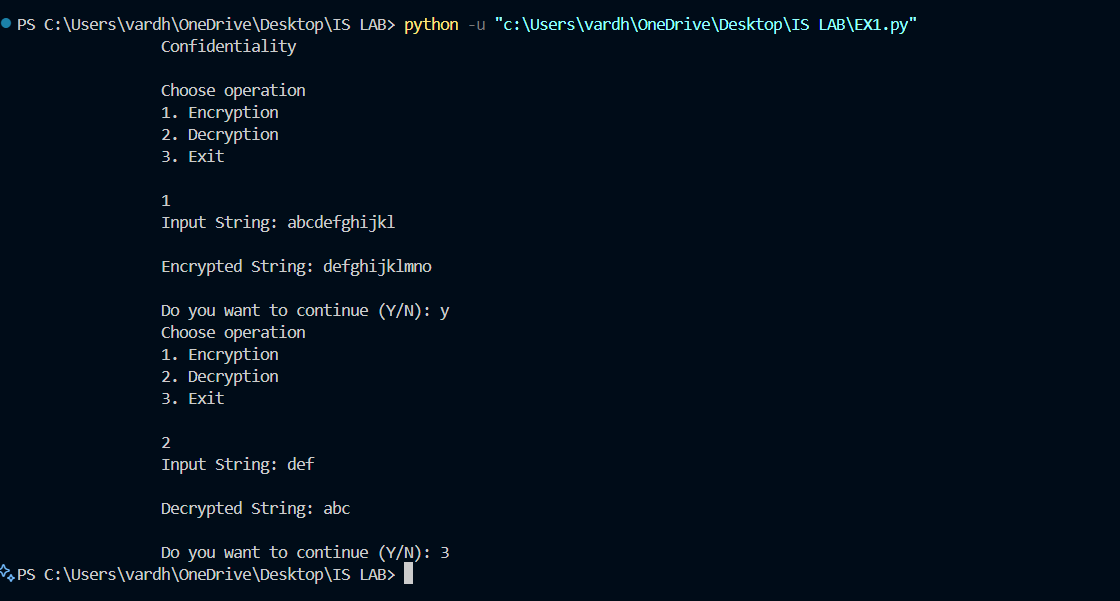 PS C:\Users\vardh\OneDrive\Desktop\IS LAB> python -u "c:\Users\vardh\OneDrive\Desktop\IS LAB\EX1.py"
Confidentiality
Choose operation
1. Encryption
2. Decryption
3. Exit
1
Input String: abcdefghijkl
Encrypted String: defghijklmno
Do you want to continue (Y/N): y
Choose operation
1. Encryption
2. Decryption
3. Exit
2
Input String: def
Decrypted String: abc
Do you want to continue (Y/N): 3
PS C:\Users\vardh\OneDrive\Desktop\IS LAB>